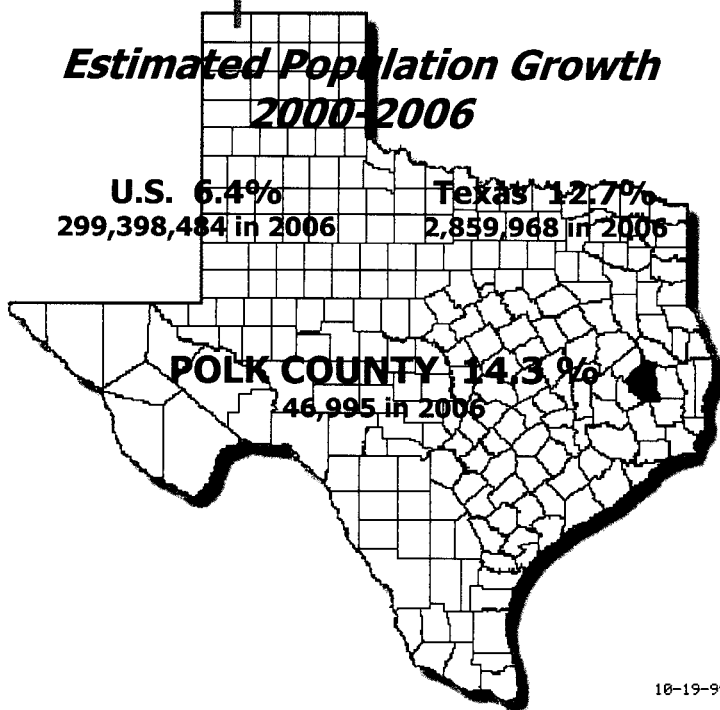 Estimated Population Growth
2000-2006
U.S. 6.4%
299,398,484 in 2006
Texas 12.7%
2,859,968 in 2006
POLK COUNTY 14.3 %
46,995 in 2006